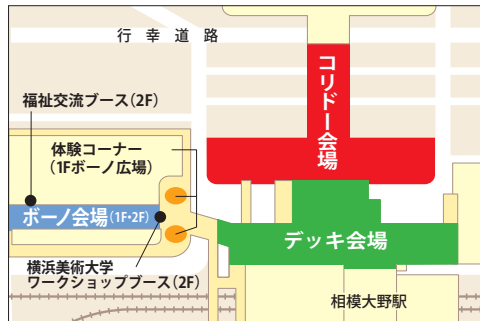 行幸道路
コリドー会場
福祉交流ブース(2F)
体験コーナー
(1Fボーノ広場)
ボーノ会場(1F・2F)
デッキ会場
横浜美術大学
ワークショップブース(2F)
相模大野駅